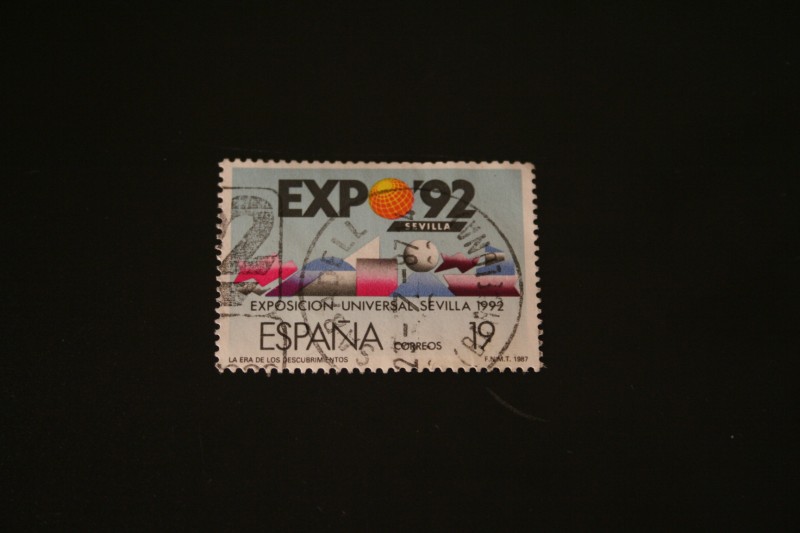 EXPO'92
SEVILLA
EXPOSICION UNIVERSAL SEVILLA 1992
ESPAÑA CORREOS 19
LA ERA DE LOS DESCUBRIMIENTOS F.N.M.T. 1987